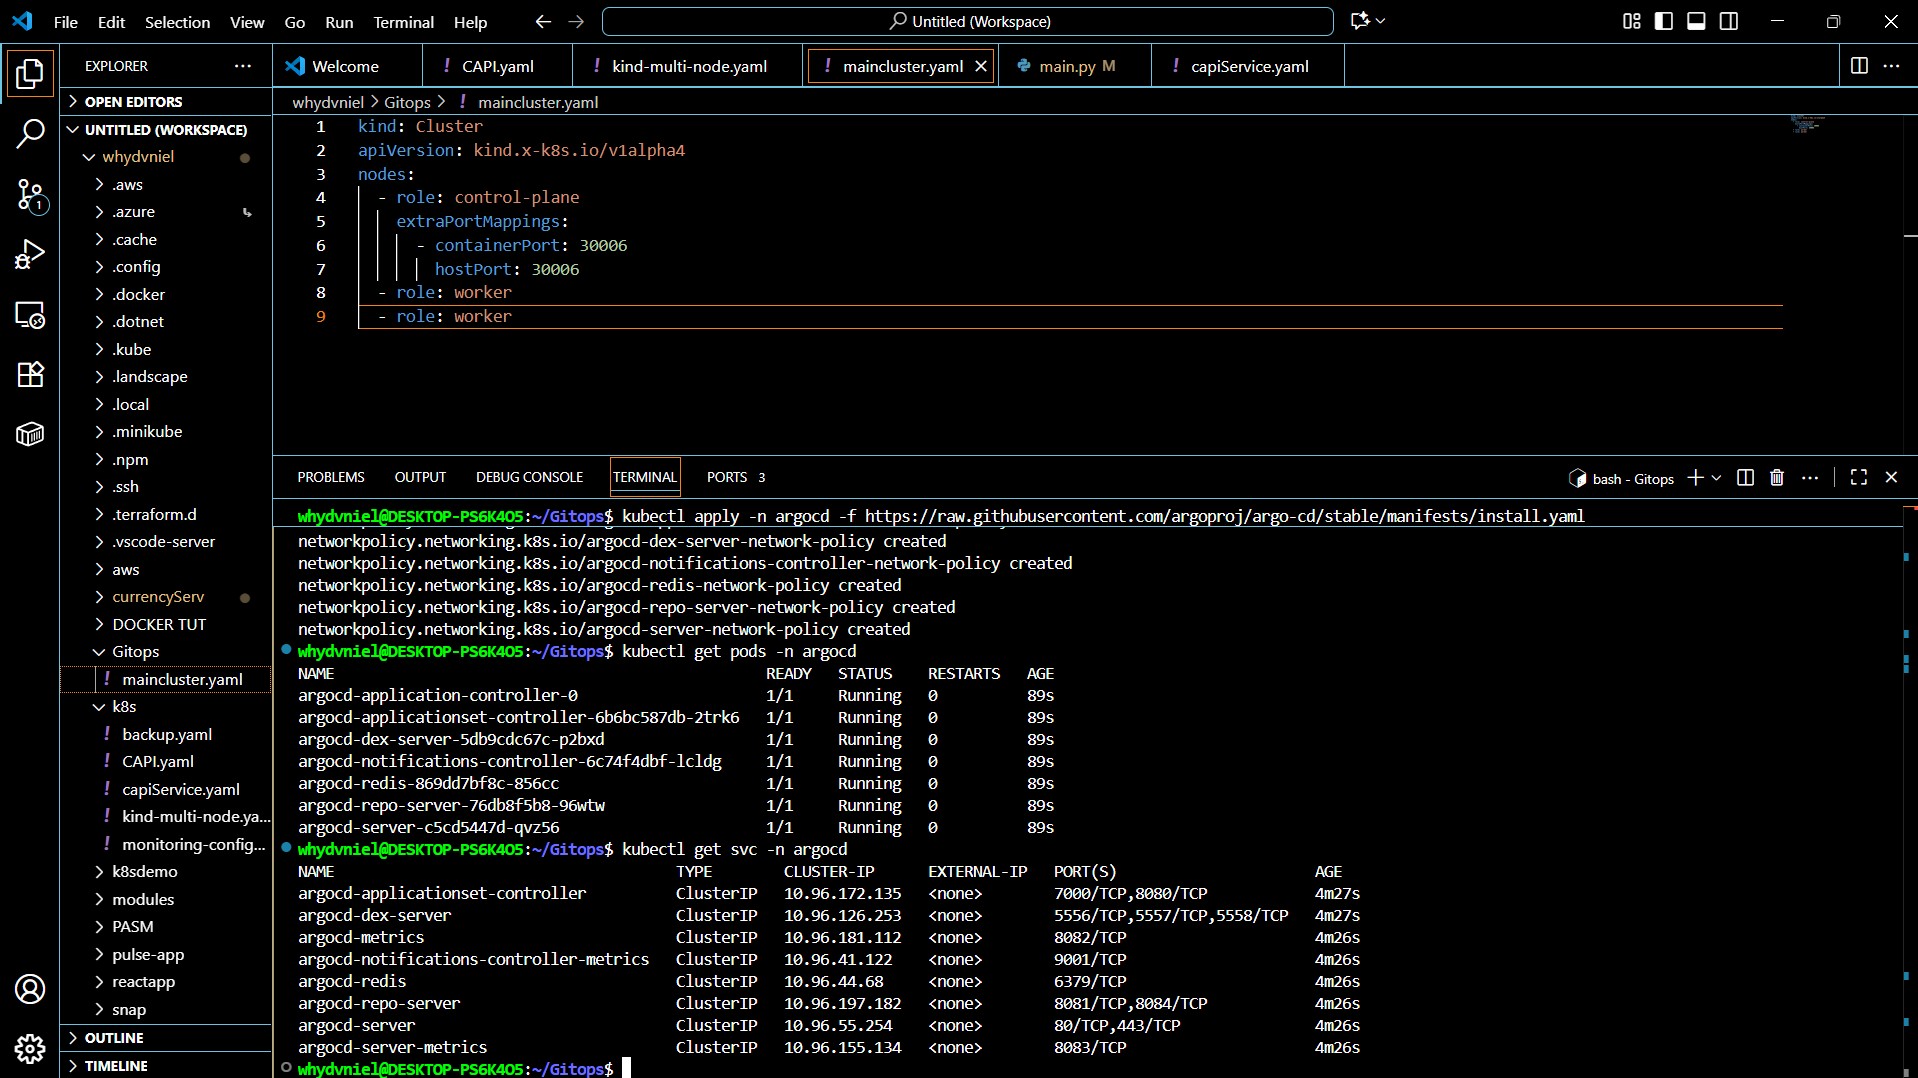 File Edit Selection View Go Run Terminal Help
Untitled (Workspace)
EXPLORER
OPEN EDITORS
UNTITLED (WORKSPACE)
whydvniel
.aws
.azure
.cache
.config
.docker
.dotnet
.kube
.landscape
.local
.minikube
.npm
.ssh
.terraform.d
.vscode-server
aws
currencyServ
DOCKER TUT
Gitops
! maincluster.yaml
k8s
! backup.yaml
! CAPI.yaml
! capiService.yaml
! kind-multi-node.ya...
! monitoring-config...
k8sdemo
modules
PASM
pulse-app
reactapp
snap
OUTLINE
TIMELINE
1
Welcome ! CAPI.yaml ! kind-multi-node.yaml ! maincluster.yaml main.py M ! capiService.yaml
whydvniel > Gitops > ! maincluster.yaml
1 kind: Cluster
2 apiVersion: kind.x-k8s.io/v1alpha4
3 nodes:
4 - role: control-plane
5 extraPortMappings:
6 - containerPort: 30006
7 hostPort: 30006
8 - role: worker
9 - role: worker
PROBLEMS OUTPUT DEBUG CONSOLE TERMINAL PORTS 3
bash - Gitops
whydvniel@DESKTOP-PS6K4O5:~/Gitops$ kubectl apply -n argocd -f https://raw.githubusercontent.com/argoproj/argo-cd/stable/manifests/install.yaml
networkpolicy.networking.k8s.io/argocd-dex-server-network-policy created
networkpolicy.networking.k8s.io/argocd-notifications-controller-network-policy created
networkpolicy.networking.k8s.io/argocd-redis-network-policy created
networkpolicy.networking.k8s.io/argocd-repo-server-network-policy created
networkpolicy.networking.k8s.io/argocd-server-network-policy created
whydvniel@DESKTOP-PS6K4O5:~/Gitops$ kubectl get pods -n argocd
NAME READY STATUS RESTARTS AGE
argocd-application-controller-0 1/1 Running 0 89s
argocd-applicationset-controller-6b6bc587db-2trk6 1/1 Running 0 89s
argocd-dex-server-5db9cdc67c-p2bxd 1/1 Running 0 89s
argocd-notifications-controller-6c74f4dbf-lcldg 1/1 Running 0 89s
argocd-redis-869dd7bf8c-856cc 1/1 Running 0 89s
argocd-repo-server-76db8f5b8-96wtw 1/1 Running 0 89s
argocd-server-c5cd5447d-qvz56 1/1 Running 0 89s
whydvniel@DESKTOP-PS6K4O5:~/Gitops$ kubectl get svc -n argocd
NAME TYPE CLUSTER-IP EXTERNAL-IP PORT(S) AGE
argocd-applicationset-controller ClusterIP 10.96.172.135 <none> 7000/TCP,8080/TCP 4m27s
argocd-dex-server ClusterIP 10.96.126.253 <none> 5556/TCP,5557/TCP,5558/TCP 4m27s
argocd-metrics ClusterIP 10.96.181.112 <none> 8082/TCP 4m26s
argocd-notifications-controller-metrics ClusterIP 10.96.41.122 <none> 9001/TCP 4m26s
argocd-redis ClusterIP 10.96.44.68 <none> 6379/TCP 4m26s
argocd-repo-server ClusterIP 10.96.197.182 <none> 8081/TCP,8084/TCP 4m26s
argocd-server ClusterIP 10.96.55.254 <none> 80/TCP,443/TCP 4m26s
argocd-server-metrics ClusterIP 10.96.155.134 <none> 8083/TCP 4m26s
whydvniel@DESKTOP-PS6K4O5:~/Gitops$